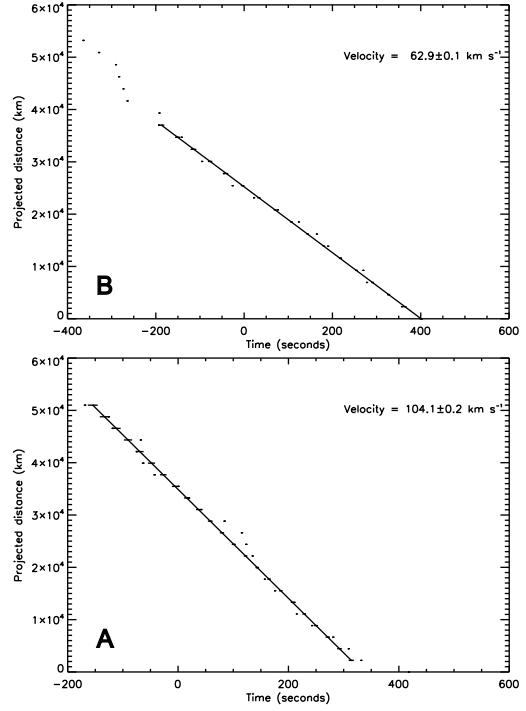 6×10⁴
Velocity = 62.9±0.1 km s⁻¹
5×10⁴
4×10⁴
Projected distance (km)
3×10⁴
2×10⁴
1×10⁴
B
0
−400 −200 0 200 400 600
Time (seconds)
6×10⁴
Velocity = 104.1±0.2 km s⁻¹
5×10⁴
4×10⁴
Projected distance (km)
3×10⁴
2×10⁴
1×10⁴
A
0
−200 0 200 400 600
Time (seconds)